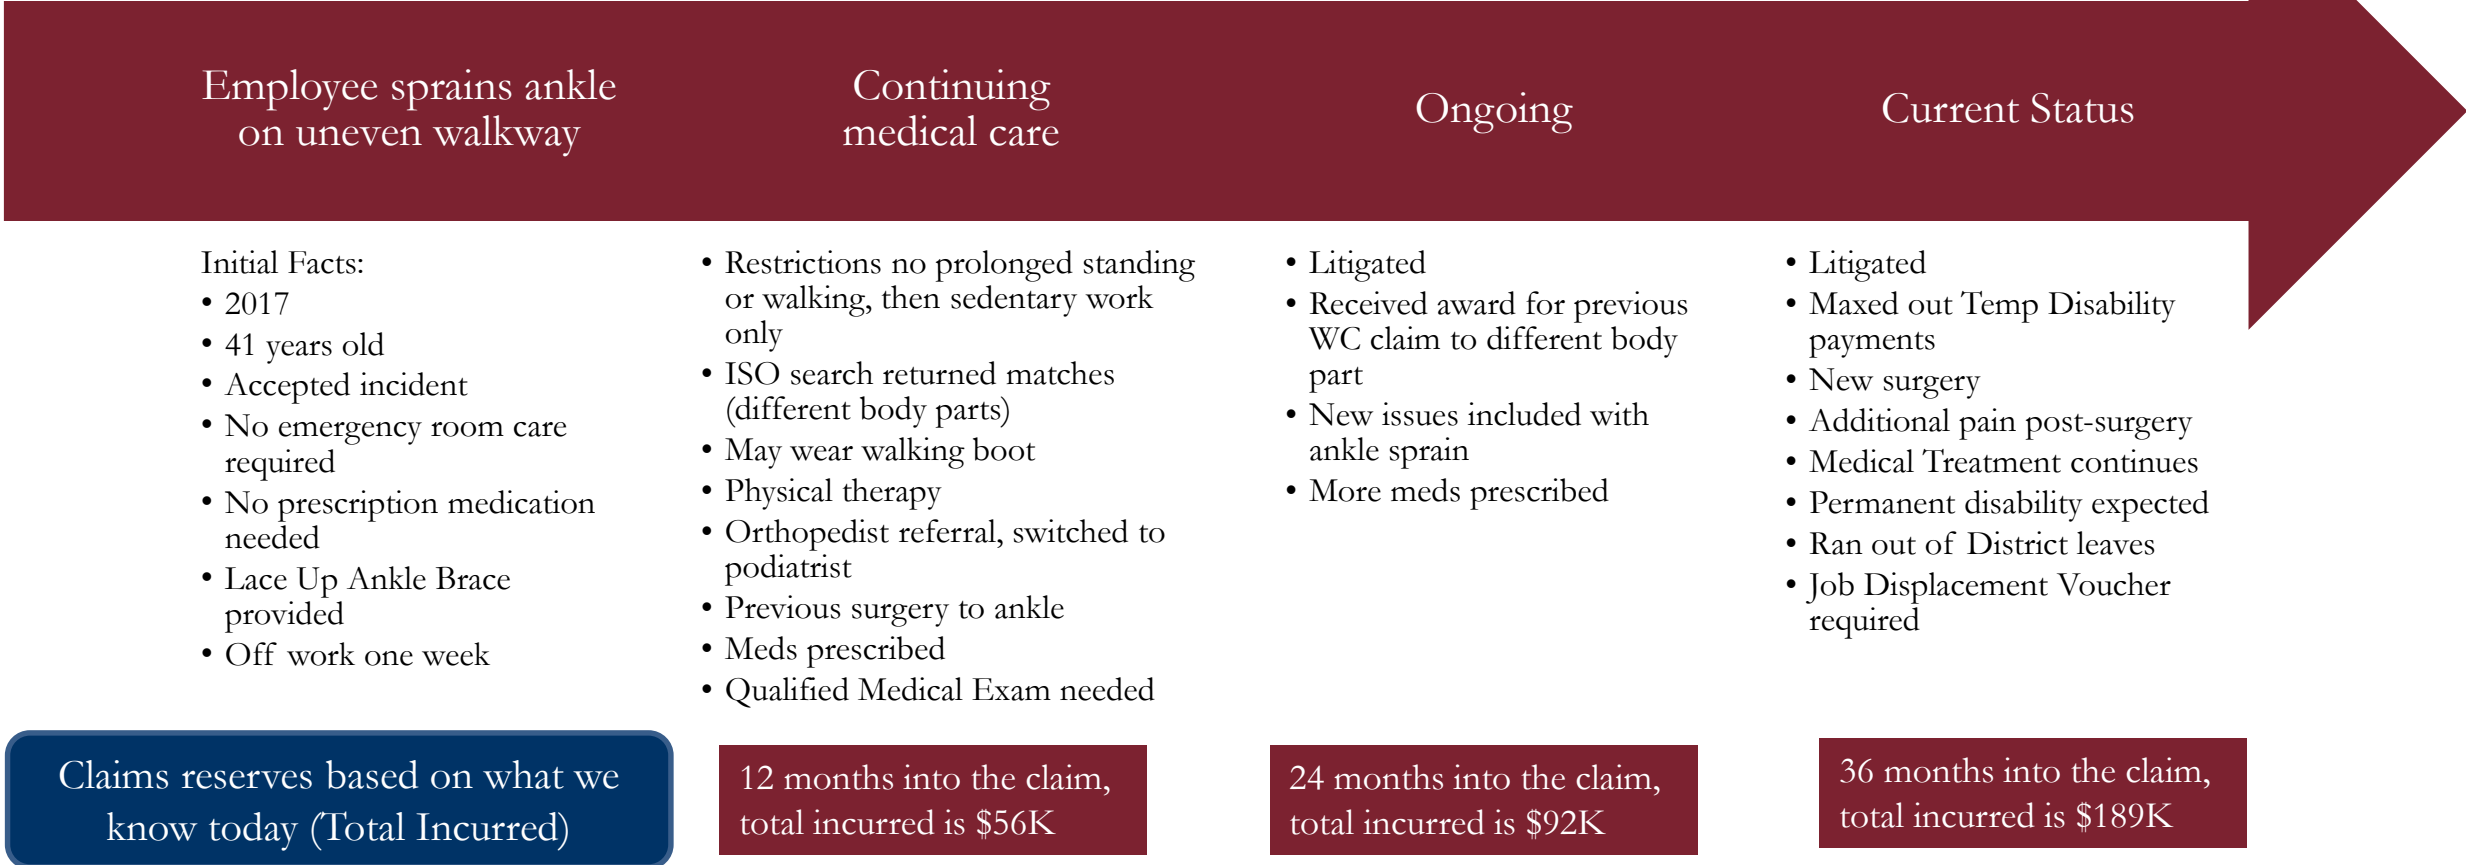 Employee sprains ankle
on uneven walkway
Continuing
medical care
Ongoing
Current Status
Initial Facts:
• 2017
• 41 years old
• Accepted incident
• No emergency room care
required
• No prescription medication
needed
• Lace Up Ankle Brace
provided
• Off work one week
• Restrictions no prolonged standing
or walking, then sedentary work
only
• ISO search returned matches
(different body parts)
• May wear walking boot
• Physical therapy
• Orthopedist referral, switched to
podiatrist
• Previous surgery to ankle
• Meds prescribed
• Qualified Medical Exam needed
• Litigated
• Received award for previous
WC claim to different body
part
• New issues included with
ankle sprain
• More meds prescribed
• Litigated
• Maxed out Temp Disability
payments
• New surgery
• Additional pain post-surgery
• Medical Treatment continues
• Permanent disability expected
• Ran out of District leaves
• Job Displacement Voucher
required
Claims reserves based on what we
know today (Total Incurred)
12 months into the claim,
total incurred is $56K
24 months into the claim,
total incurred is $92K
36 months into the claim,
total incurred is $189K